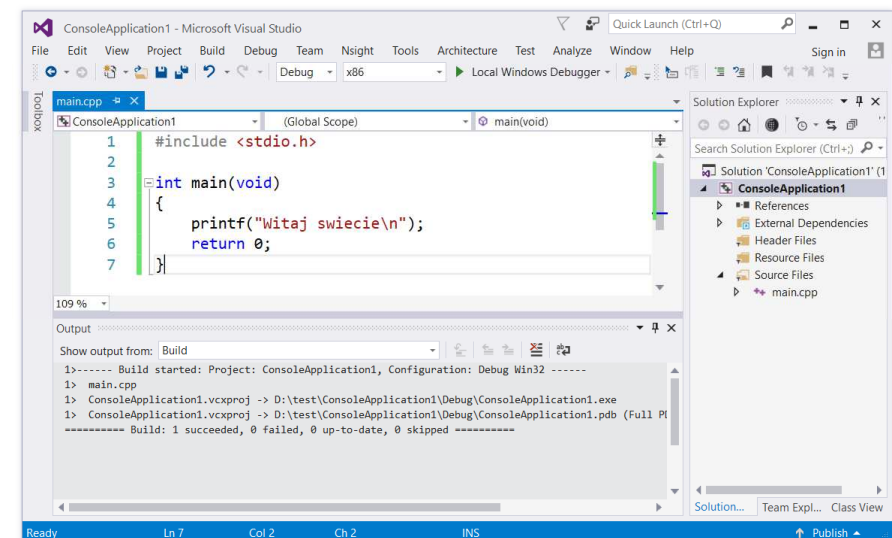 ConsoleApplication1 - Microsoft Visual Studio
Quick Launch (Ctrl+Q)
File Edit View Project Build Debug Team Nsight Tools Architecture Test Analyze Window Help Sign in
Debug x86 Local Windows Debugger
Toolbox
main.cpp
ConsoleApplication1 (Global Scope) main(void)
1 #include <stdio.h>
2
3 int main(void)
4 {
5 printf("Witaj swiecie\n");
6 return 0;
7 }
109 %
Output
Show output from: Build
1>------ Build started: Project: ConsoleApplication1, Configuration: Debug Win32 ------
1> main.cpp
1> ConsoleApplication1.vcxproj -> D:\test\ConsoleApplication1\Debug\ConsoleApplication1.exe
1> ConsoleApplication1.vcxproj -> D:\test\ConsoleApplication1\Debug\ConsoleApplication1.pdb (Full P
========== Build: 1 succeeded, 0 failed, 0 up-to-date, 0 skipped ==========
Solution Explorer
Search Solution Explorer (Ctrl+;)
Solution 'ConsoleApplication1' (1
ConsoleApplication1
References
External Dependencies
Header Files
Resource Files
Source Files
main.cpp
Solution... Team Expl... Class View
Ready Ln 7 Col 2 Ch 2 INS Publish